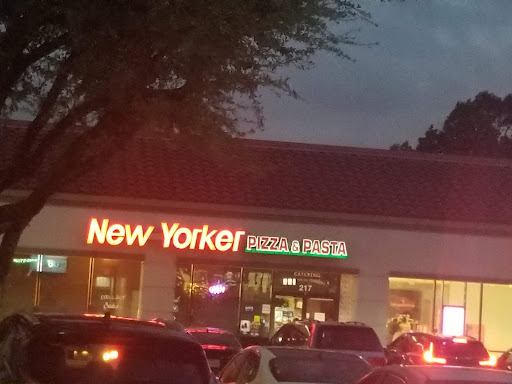 New Yorker PIZZA & PASTA
CATERING
217